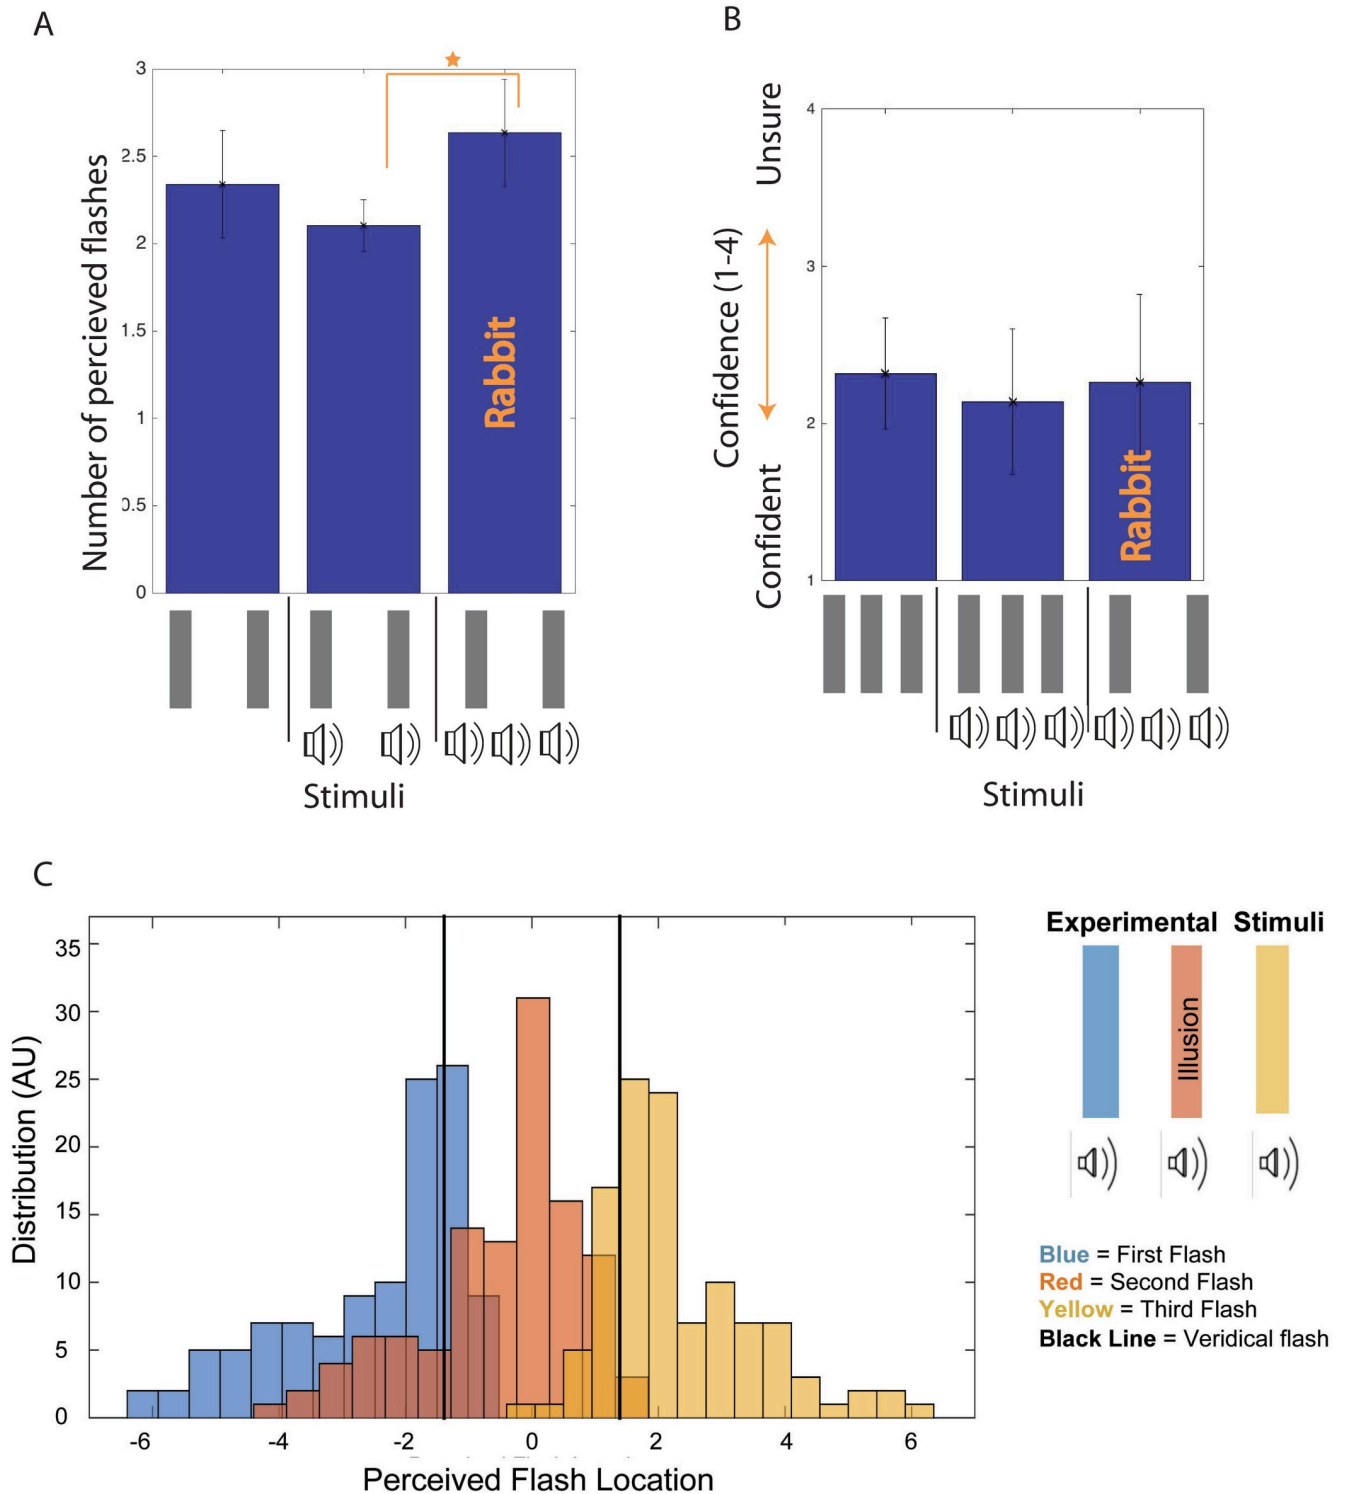 A
3
2.5
2
1.5
1
0.5
0
Number of percieved flashes
Rabbit
Stimuli
B
4
3
2
1
Unsure
Confidence (1-4)
Confident
Rabbit
Stimuli
C
35
30
25
20
15
10
5
0
Distribution (AU)
-6 -4 -2 0 2 4 6
Perceived Flash Location
Experimental Stimuli
Illusion
Blue = First Flash
Red = Second Flash
Yellow = Third Flash
Black Line = Veridical flash